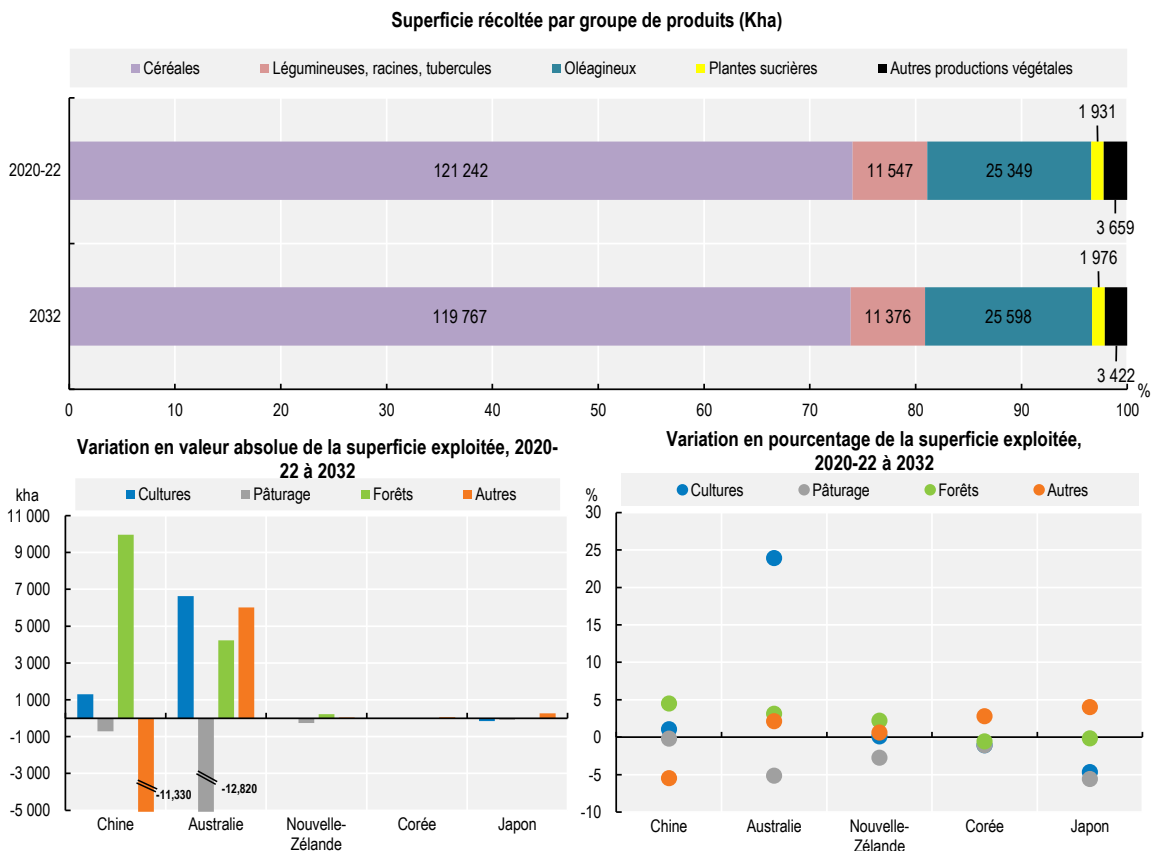 Superficie récoltée par groupe de produits (Kha)
Céréales Légumineuses, racines, tubercules Oléagineux Plantes sucrières Autres productions végétales
1 931
2020-22 121 242 11 547 25 349
3 659
1 976
2032 119 767 11 376 25 598
3 422
%
0 10 20 30 40 50 60 70 80 90 100
Variation en valeur absolue de la superficie exploitée, 2020-
22 à 2032
kha
Cultures Pâturage Forêts Autres
11 000
9 000
7 000
5 000
3 000
1 000
-1 000
-3 000
-5 000
-11,330
-12,820
Chine Australie Nouvelle- Corée Japon
Zélande
Variation en pourcentage de la superficie exploitée,
2020-22 à 2032
%
Cultures Pâturage Forêts Autres
30
25
20
15
10
5
0
-5
-10
Chine Australie Nouvelle- Corée Japon
Zélande